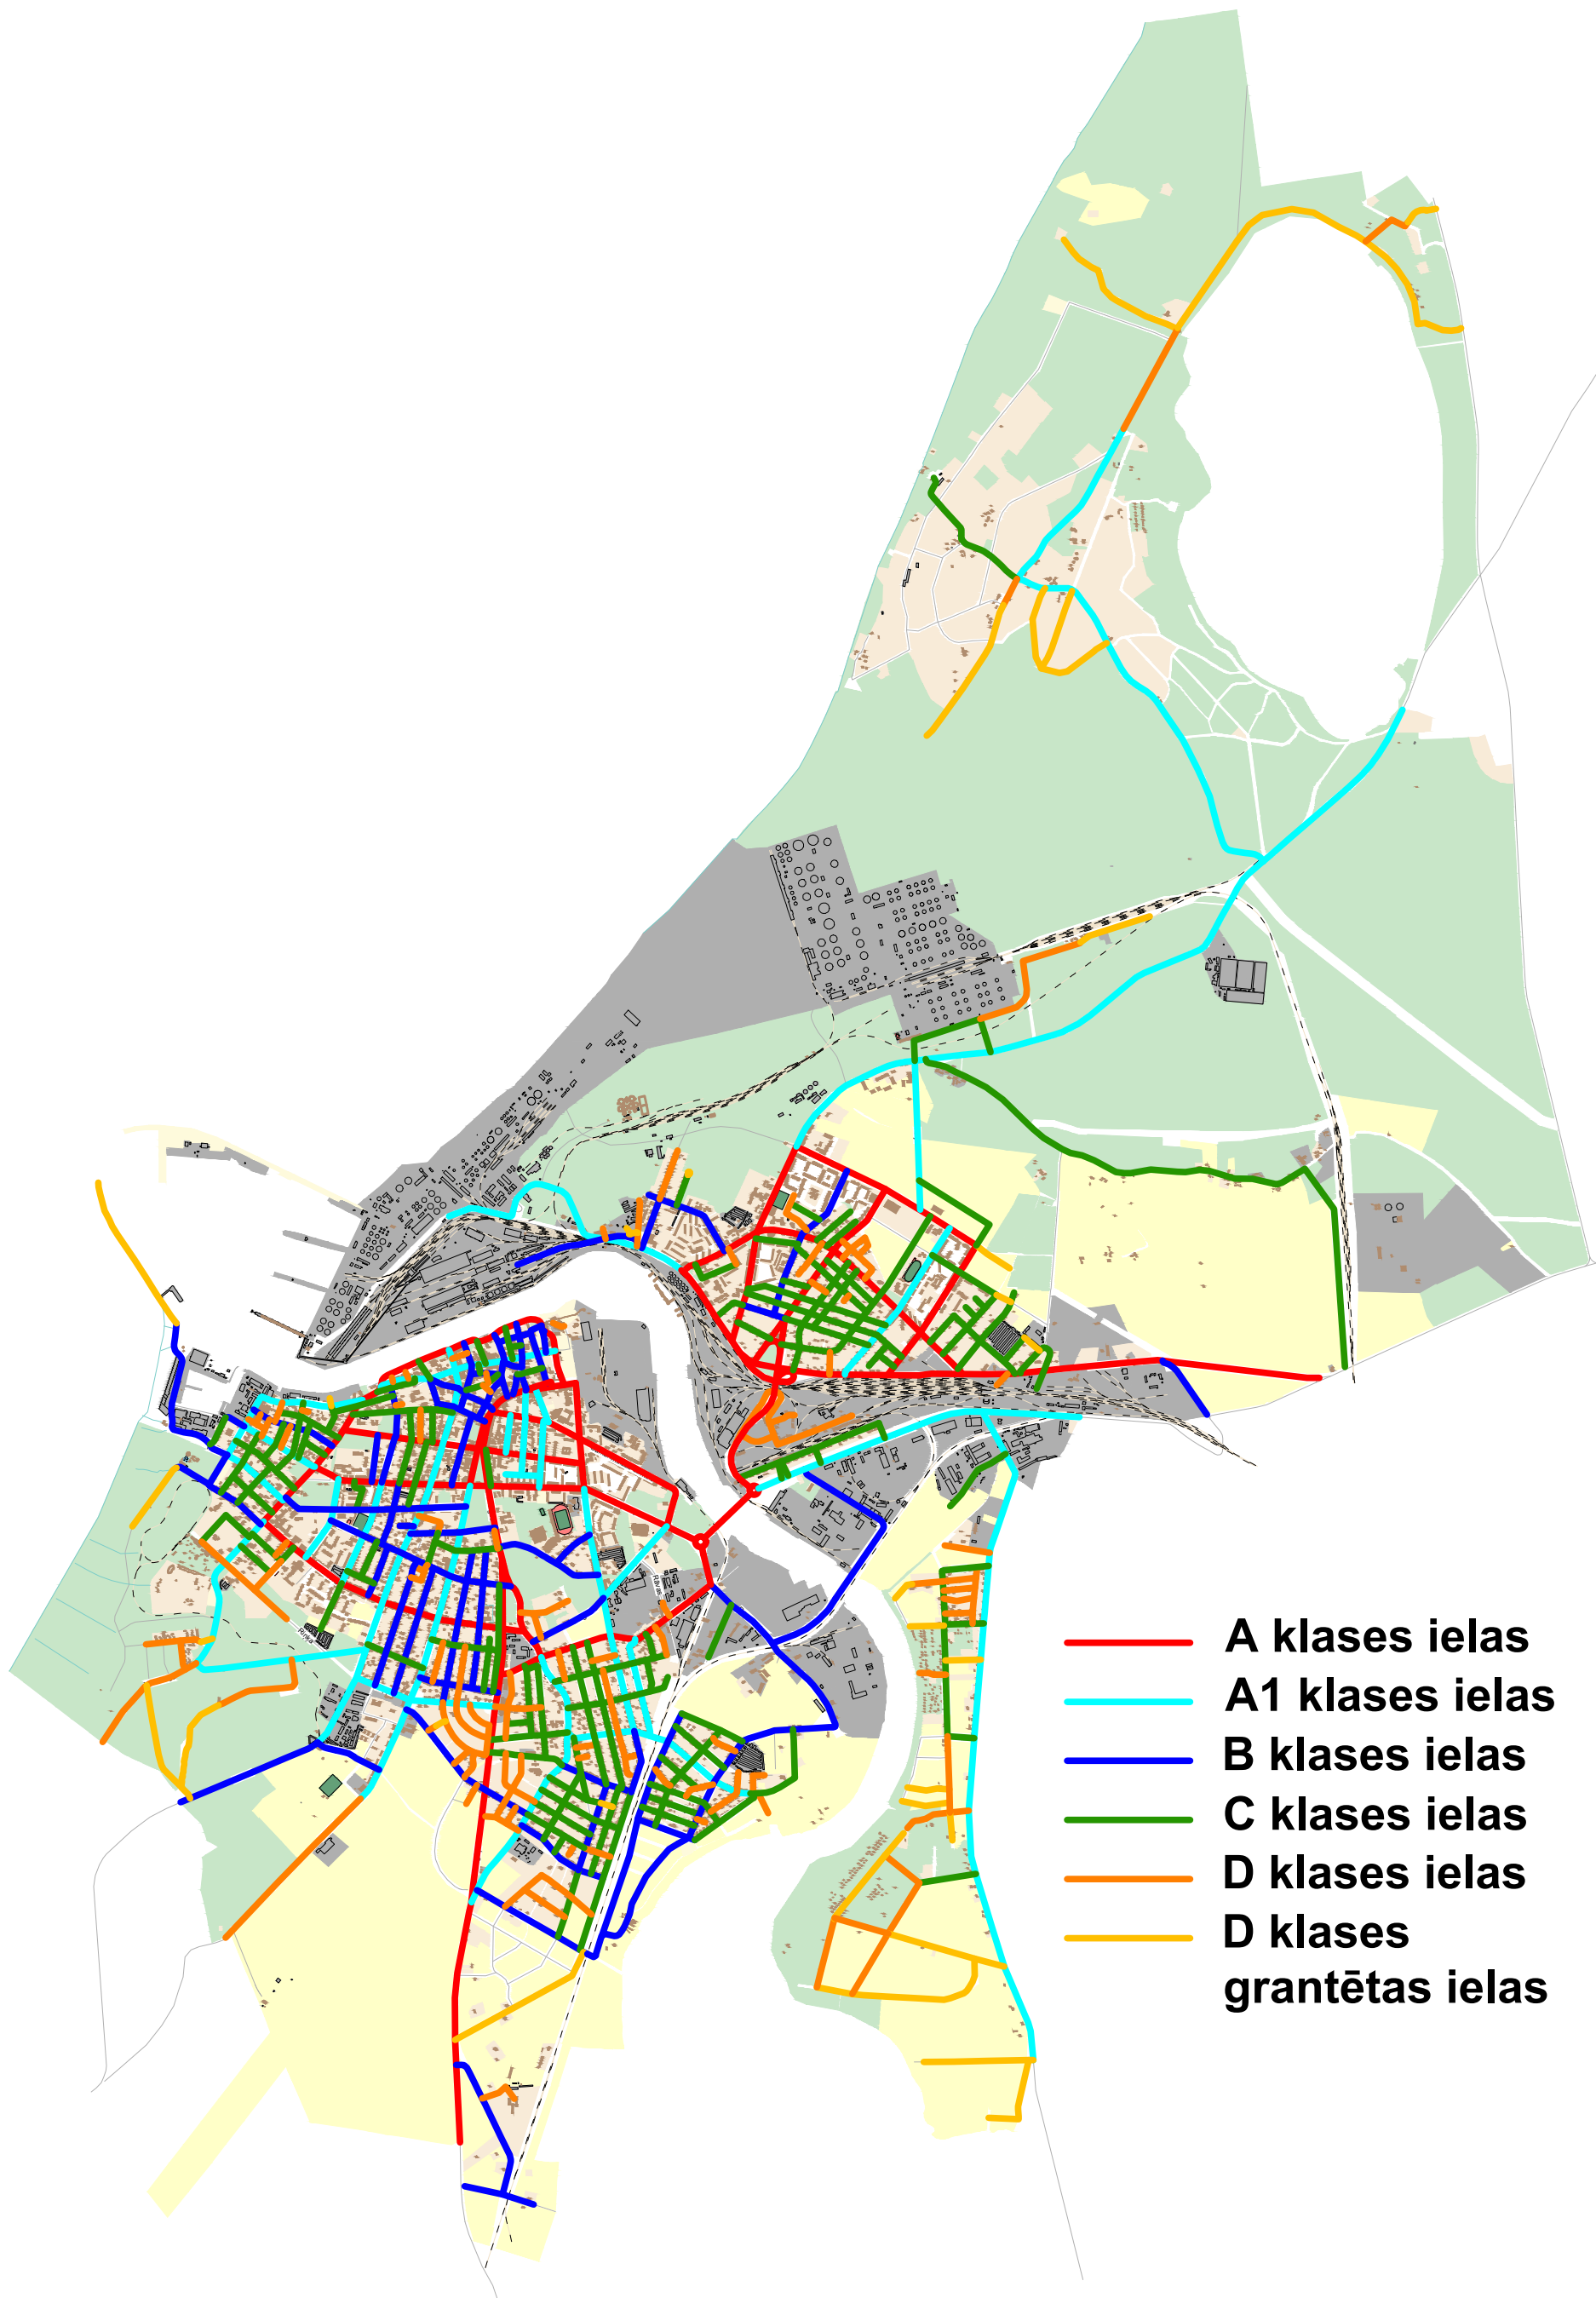 A klases ielas
A1 klases ielas
B klases ielas
C klases ielas
D klases ielas
D klases
grantētas ielas